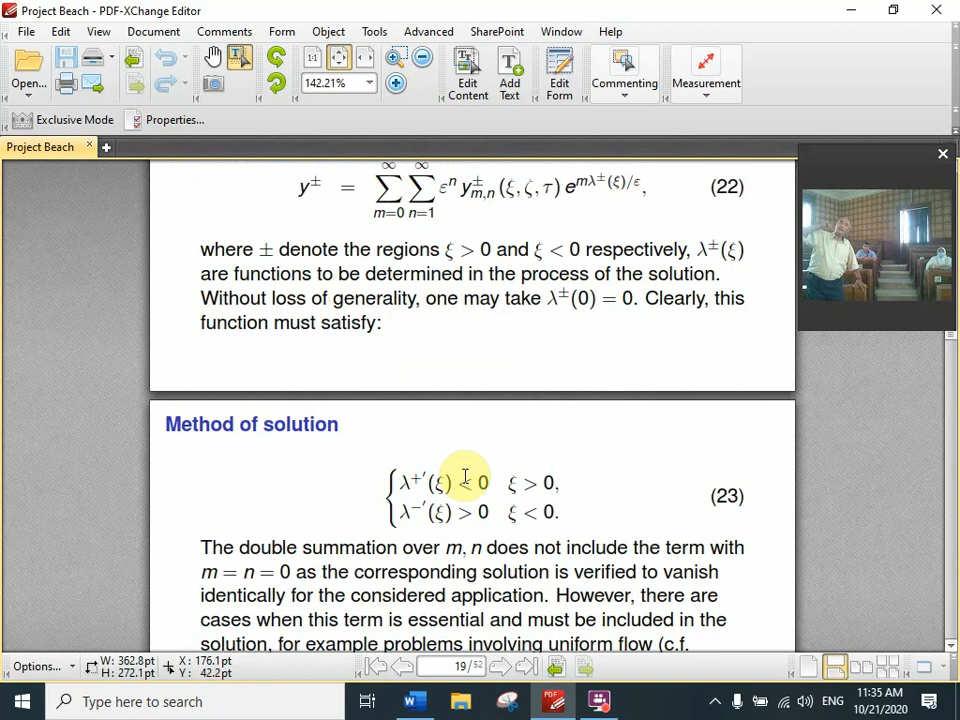 Project Beach - PDF-XChange Editor
File Edit View Document Comments Form Object Tools Advanced SharePoint Window Help
Open... 1:1 142.21% Edit Content Add Text Edit Form Commenting Measurement
Exclusive Mode Properties...
Project Beach
y^± = ∑_{m=0}^{∞} ∑_{n=1}^{∞} ε^n y^±_{m,n} (ξ, ζ, τ) e^{mλ^±(ξ)/ε}, (22)
where ± denote the regions ξ > 0 and ξ < 0 respectively, λ^±(ξ)
are functions to be determined in the process of the solution.
Without loss of generality, one may take λ^±(0) = 0. Clearly, this
function must satisfy:
Method of solution
{ λ^{+′}(ξ) < 0 ξ > 0,
λ^{−′}(ξ) > 0 ξ < 0. (23)
The double summation over m, n does not include the term with
m = n = 0 as the corresponding solution is verified to vanish
identically for the considered application. However, there are
cases when this term is essential and must be included in the
solution, for example problems involving uniform flow (c.f.
Options... W: 362.8pt H: 272.1pt X: 176.1pt Y: 42.2pt 19 / 52
Type here to search ENG 11:35 AM
10/21/2020